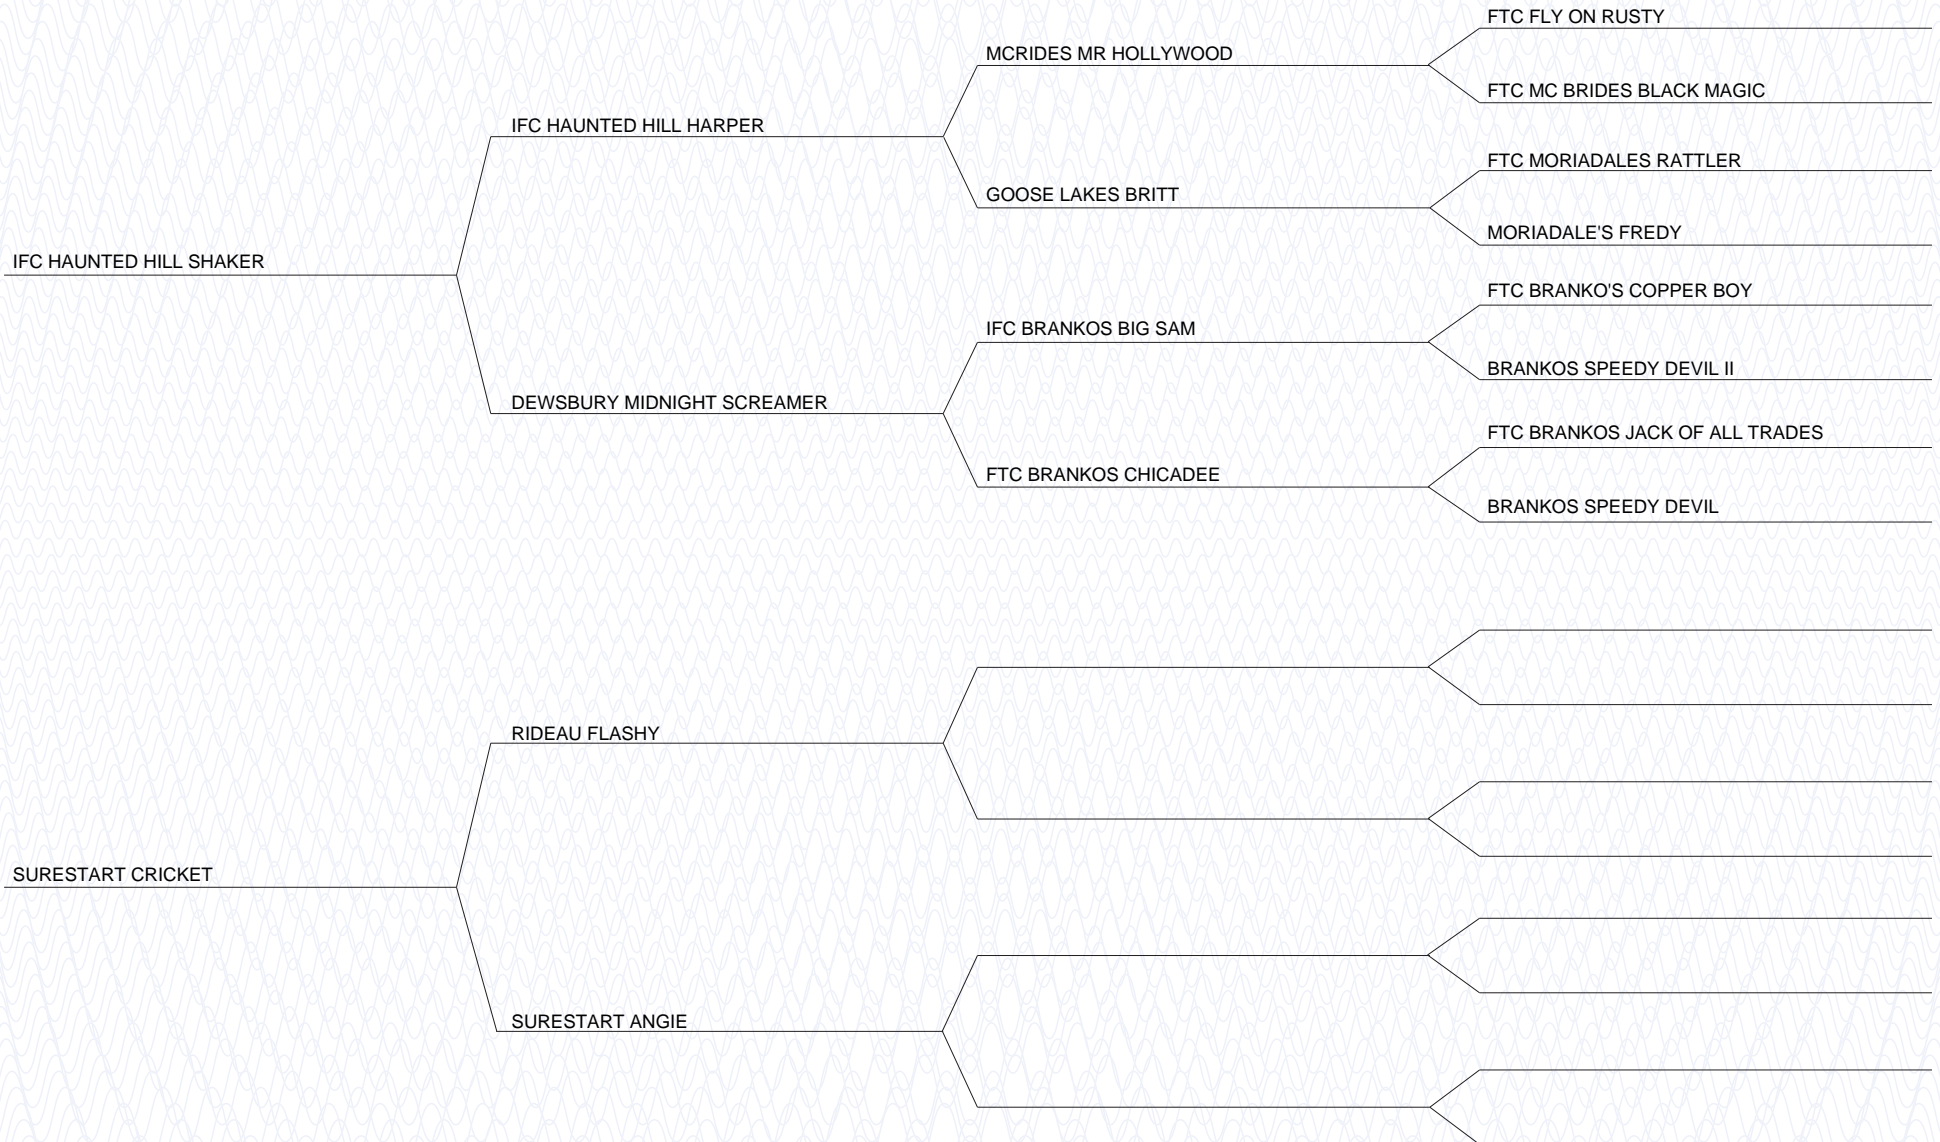 FTC FLY ON RUSTY
MCRIDES MR HOLLYWOOD
FTC MC BRIDES BLACK MAGIC
IFC HAUNTED HILL HARPER
FTC MORIADALES RATTLER
GOOSE LAKES BRITT
MORIADALE'S FREDY
IFC HAUNTED HILL SHAKER
FTC BRANKO'S COPPER BOY
IFC BRANKOS BIG SAM
BRANKOS SPEEDY DEVIL II
DEWSBURY MIDNIGHT SCREAMER
FTC BRANKOS JACK OF ALL TRADES
FTC BRANKOS CHICADEE
BRANKOS SPEEDY DEVIL
RIDEAU FLASHY
SURESTART CRICKET
SURESTART ANGIE